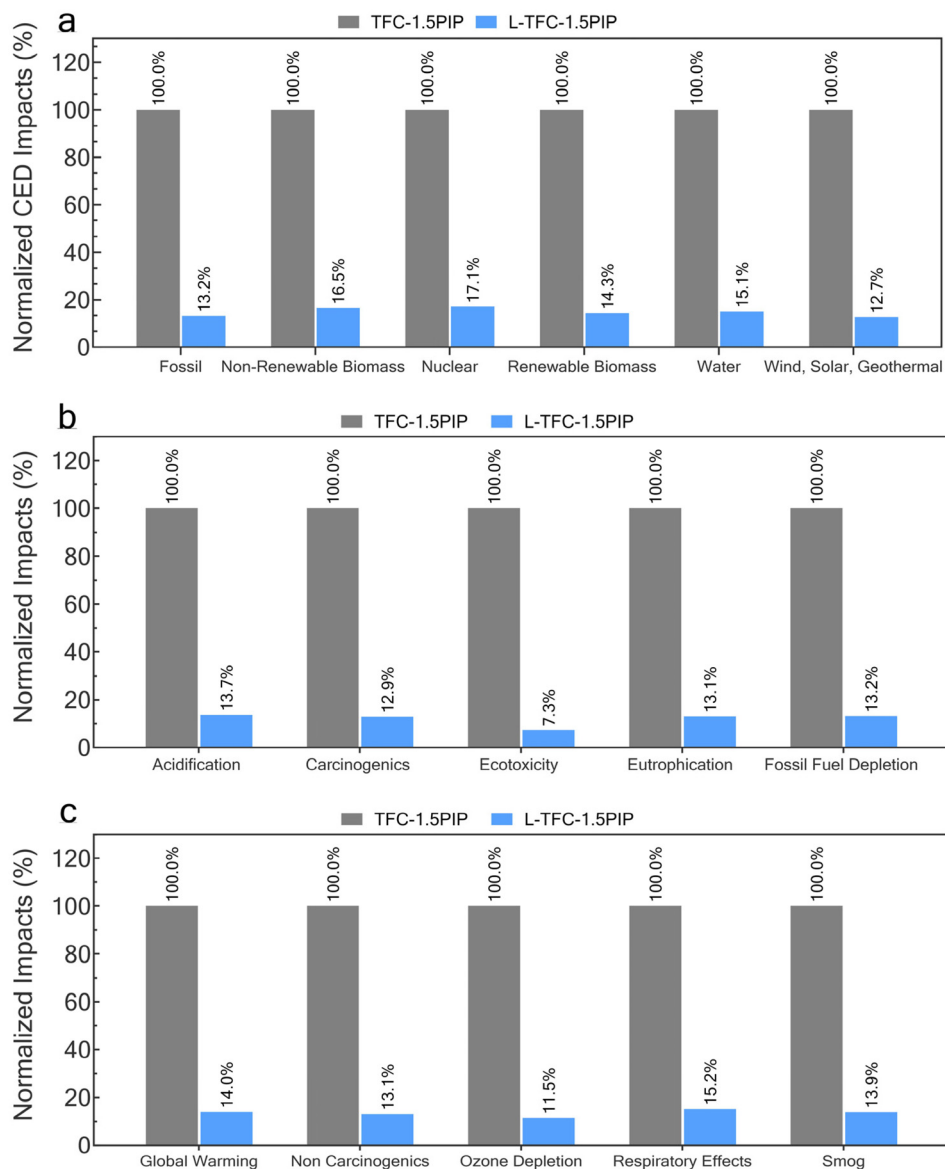 a
TFC-1.5PIP L-TFC-1.5PIP
Normalized CED Impacts (%)
120
100
80
60
40
20
0
100.0% 100.0% 100.0% 100.0% 100.0% 100.0%
13.2% 16.5% 17.1% 14.3% 15.1% 12.7%
Fossil Non-Renewable Biomass Nuclear Renewable Biomass Water Wind, Solar, Geothermal
b
TFC-1.5PIP L-TFC-1.5PIP
Normalized Impacts (%)
120
100
80
60
40
20
0
100.0% 100.0% 100.0% 100.0% 100.0%
13.7% 12.9% 7.3% 13.1% 13.2%
Acidification Carcinogenics Ecotoxicity Eutrophication Fossil Fuel Depletion
c
TFC-1.5PIP L-TFC-1.5PIP
Normalized Impacts (%)
120
100
80
60
40
20
0
100.0% 100.0% 100.0% 100.0% 100.0%
14.0% 13.1% 11.5% 15.2% 13.9%
Global Warming Non Carcinogenics Ozone Depletion Respiratory Effects Smog